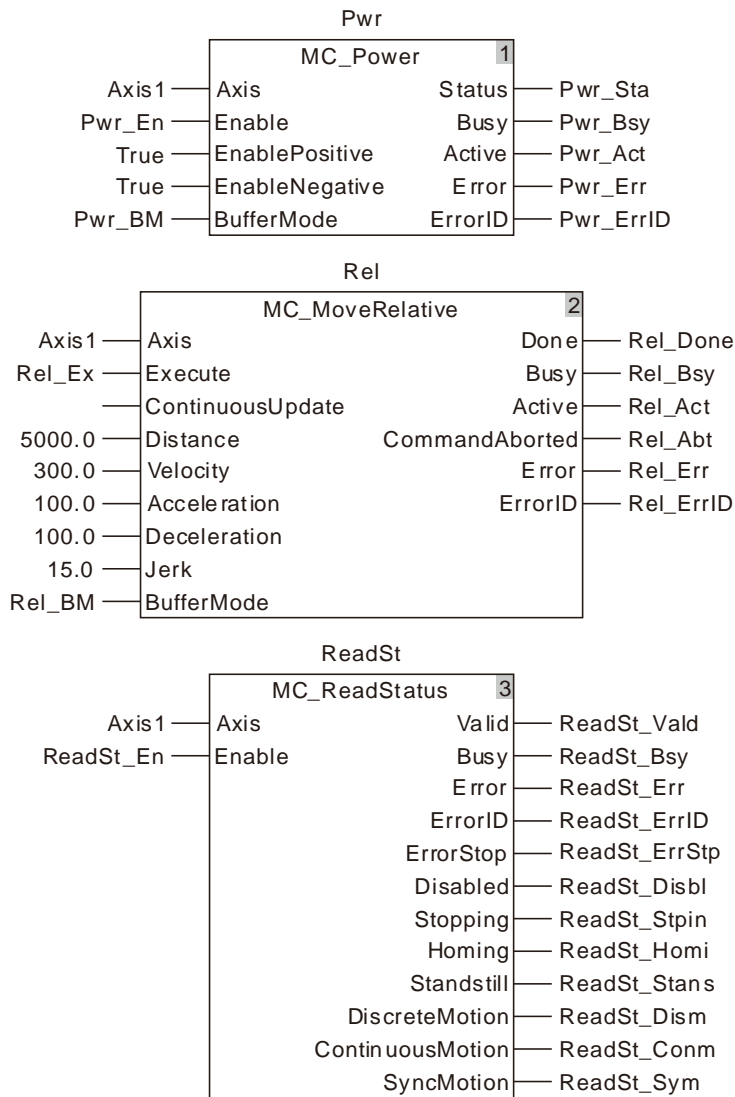 Pwr
MC_Power 1
Axis1 Axis Status Pwr_Sta
Pwr_En Enable Busy Pwr_Bsy
True EnablePositive Active Pwr_Act
True EnableNegative Error Pwr_Err
Pwr_BM BufferMode ErrorID Pwr_ErrID
Rel
MC_MoveRelative 2
Axis1 Axis Done Rel_Done
Rel_Ex Execute Busy Rel_Bsy
ContinuousUpdate Active Rel_Act
5000.0 Distance CommandAborted Rel_Abt
300.0 Velocity Error Rel_Err
100.0 Acceleration ErrorID Rel_ErrID
100.0 Deceleration
15.0 Jerk
Rel_BM BufferMode
ReadSt
MC_ReadStatus 3
Axis1 Axis Valid ReadSt_Vald
ReadSt_En Enable Busy ReadSt_Bsy
Error ReadSt_Err
ErrorID ReadSt_ErrID
ErrorStop ReadSt_ErrStp
Disabled ReadSt_Disbl
Stopping ReadSt_Stpin
Homing ReadSt_Homi
Standstill ReadSt_Stans
DiscreteMotion ReadSt_Dism
ContinuousMotion ReadSt_Conm
SyncMotion ReadSt_Sym